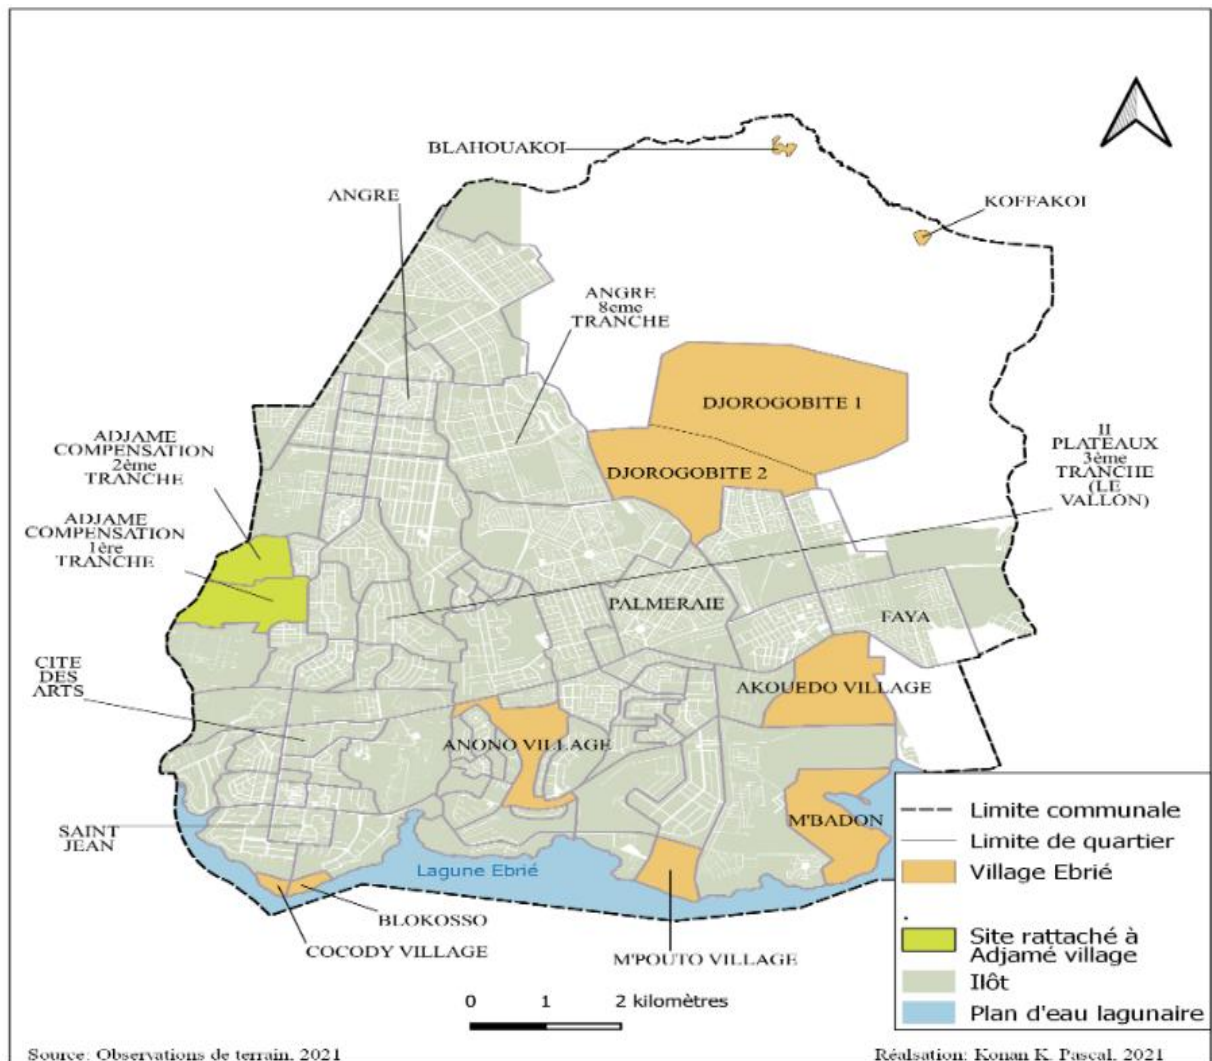 BLAHOUAKOI
ANGRE
KOFFAKOI
ANGRE
8eme
TRANCHE
DJOROGOBITE 1
ADJAME
COMPENSATION
2ème
TRANCHE
II
PLATEAUX
3ème
TRANCHE
(LE
VALLON)
DJOROGOBITE 2
ADJAME
COMPENSATION
1ère
TRANCHE
PALMERAIE
FAYA
CITE
DES
ARTS
AKOUEDO VILLAGE
ANONO VILLAGE
M'BADON
SAINT
JEAN
Lagune Ebrié
BLOKOSSO
COCODY VILLAGE
M'POUTO VILLAGE
Limite communale
Limite de quartier
Village Ebrié
Site rattaché à
Adjamé village
Ilôt
Plan d'eau lagunaire
0 1 2 kilomètres
Source: Observations de terrain, 2021
Réalsation: Konan K. Pascal, 2021